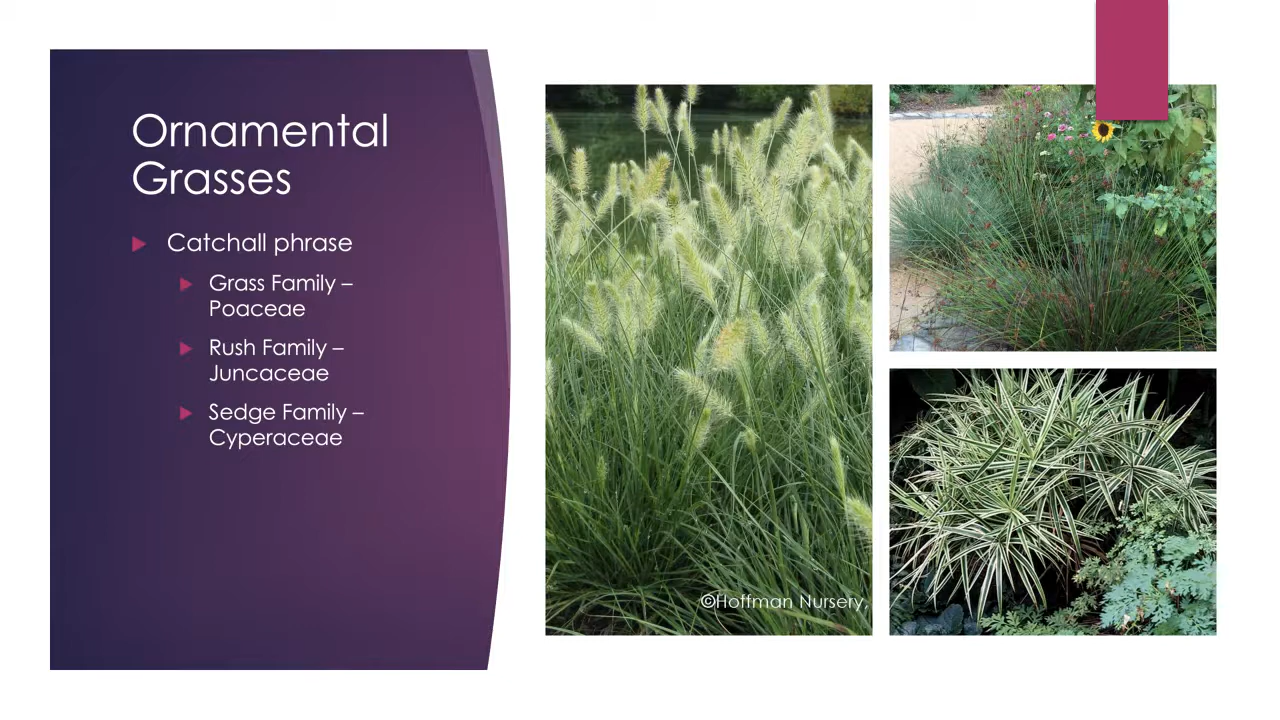 Ornamental
Grasses
Catchall phrase
Grass Family –
Poaceae
Rush Family –
Juncaceae
Sedge Family –
Cyperaceae
©Hoffman Nursery,